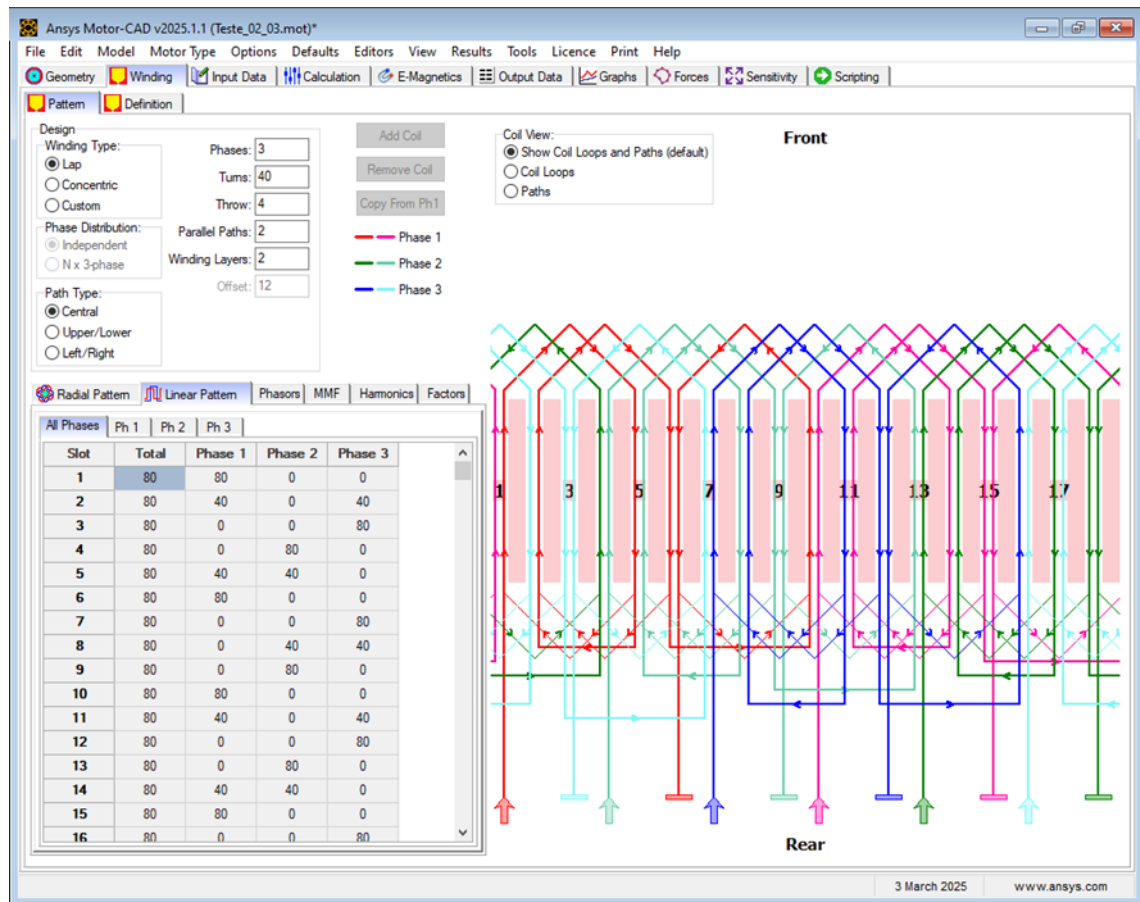 Ansys Motor-CAD v2025.1.1 (Teste_02_03.mot)*
File Edit Model Motor Type Options Defaults Editors View Results Tools Licence Print Help
Geometry Winding Input Data Calculation E-Magnetics Output Data Graphs Forces Sensitivity Scripting
Pattern Definition
Design
Winding Type:
Lap
Concentric
Custom
Phase Distribution:
Independent
N x 3-phase
Path Type:
Central
Upper/Lower
Left/Right
Phases: 3
Turns: 40
Throw: 4
Parallel Paths: 2
Winding Layers: 2
Offset: 12
Add Coil
Remove Coil
Copy From Ph1
Phase 1
Phase 2
Phase 3
Coil View:
Show Coil Loops and Paths (default)
Coil Loops
Paths
Front
Radial Pattern Linear Pattern Phasors MMF Harmonics Factors
All Phases Ph 1 Ph 2 Ph 3
Slot Total Phase 1 Phase 2 Phase 3
1 80 80 0 0
2 80 40 0 40
3 80 0 0 80
4 80 0 80 0
5 80 40 40 0
6 80 80 0 0
7 80 0 0 80
8 80 0 40 40
9 80 0 80 0
10 80 80 0 0
11 80 40 0 40
12 80 0 0 80
13 80 0 80 0
14 80 40 40 0
15 80 80 0 0
16 80 0 0 80
1 3 5 7 9 11 13 15 17
Rear
3 March 2025 www.ansys.com